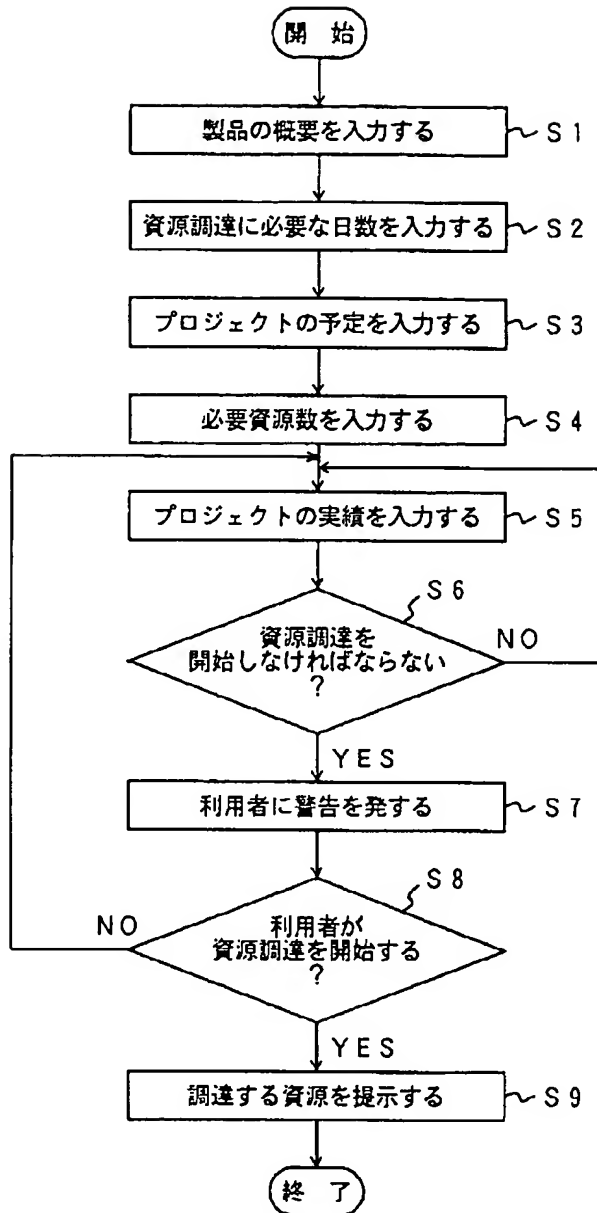 開 始
製品の概要を入力する S1
資源調達に必要な日数を入力する S2
プロジェクトの予定を入力する S3
必要資源数を入力する S4
プロジェクトの実績を入力する S5
S6
資源調達を
開始しなければならない
?
NO
YES
利用者に警告を発する S7
S8
NO
利用者が
資源調達を開始する
?
YES
調達する資源を提示する S9
終 了